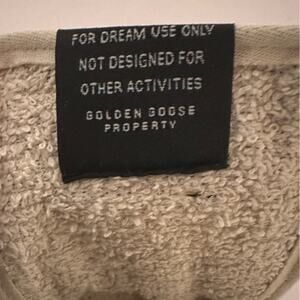 FOR DREAM USE ONLY
NOT DESIGNED FOR
OTHER ACTIVITIES
GOLDEN GOOSE
PROPERTY